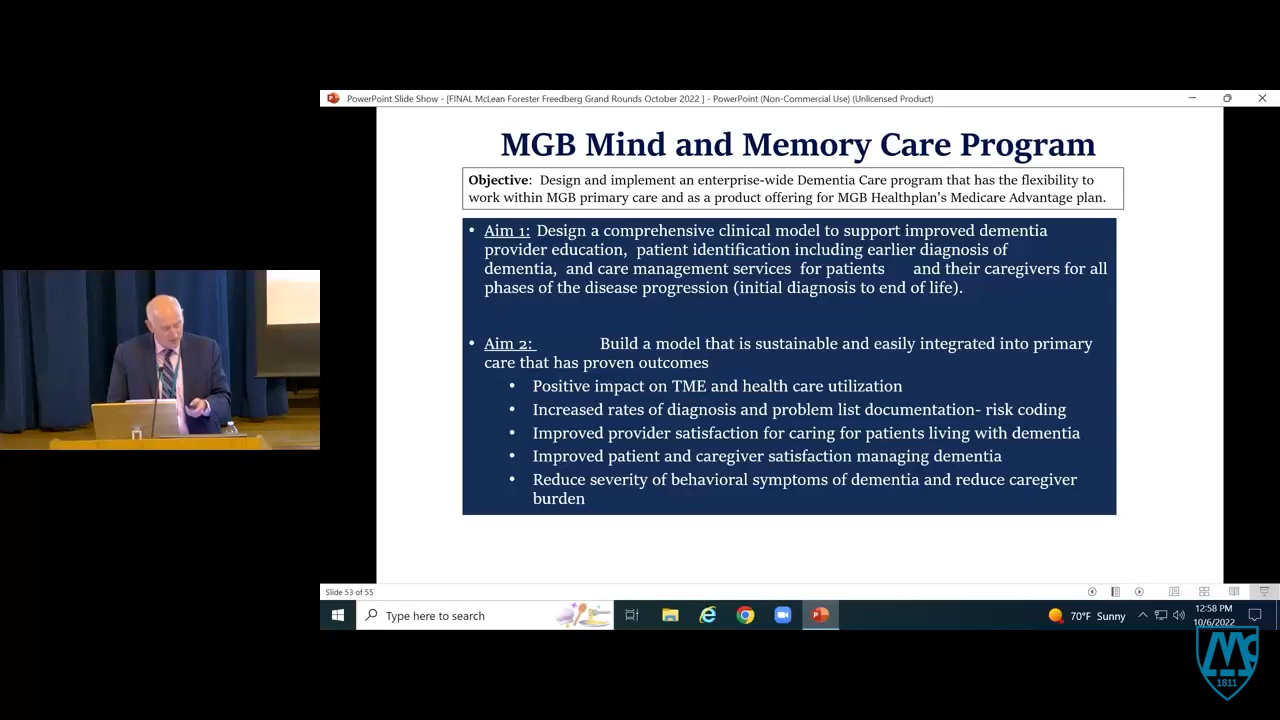 PowerPoint Slide Show - [FINAL McLean Forester Freedberg Grand Rounds October 2022 ] - PowerPoint (Non-Commercial Use) (Unlicensed Product)
MGB Mind and Memory Care Program
Objective: Design and implement an enterprise-wide Dementia Care program that has the flexibility to
work within MGB primary care and as a product offering for MGB Healthplan's Medicare Advantage plan.
• Aim 1: Design a comprehensive clinical model to support improved dementia
provider education, patient identification including earlier diagnosis of
dementia, and care management services for patients and their caregivers for all
phases of the disease progression (initial diagnosis to end of life).
• Aim 2: Build a model that is sustainable and easily integrated into primary
care that has proven outcomes
• Positive impact on TME and health care utilization
• Increased rates of diagnosis and problem list documentation- risk coding
• Improved provider satisfaction for caring for patients living with dementia
• Improved patient and caregiver satisfaction managing dementia
• Reduce severity of behavioral symptoms of dementia and reduce caregiver
burden
Slide 53 of 55
Type here to search
70°F Sunny
12:58 PM
10/6/2022
Mc
1811